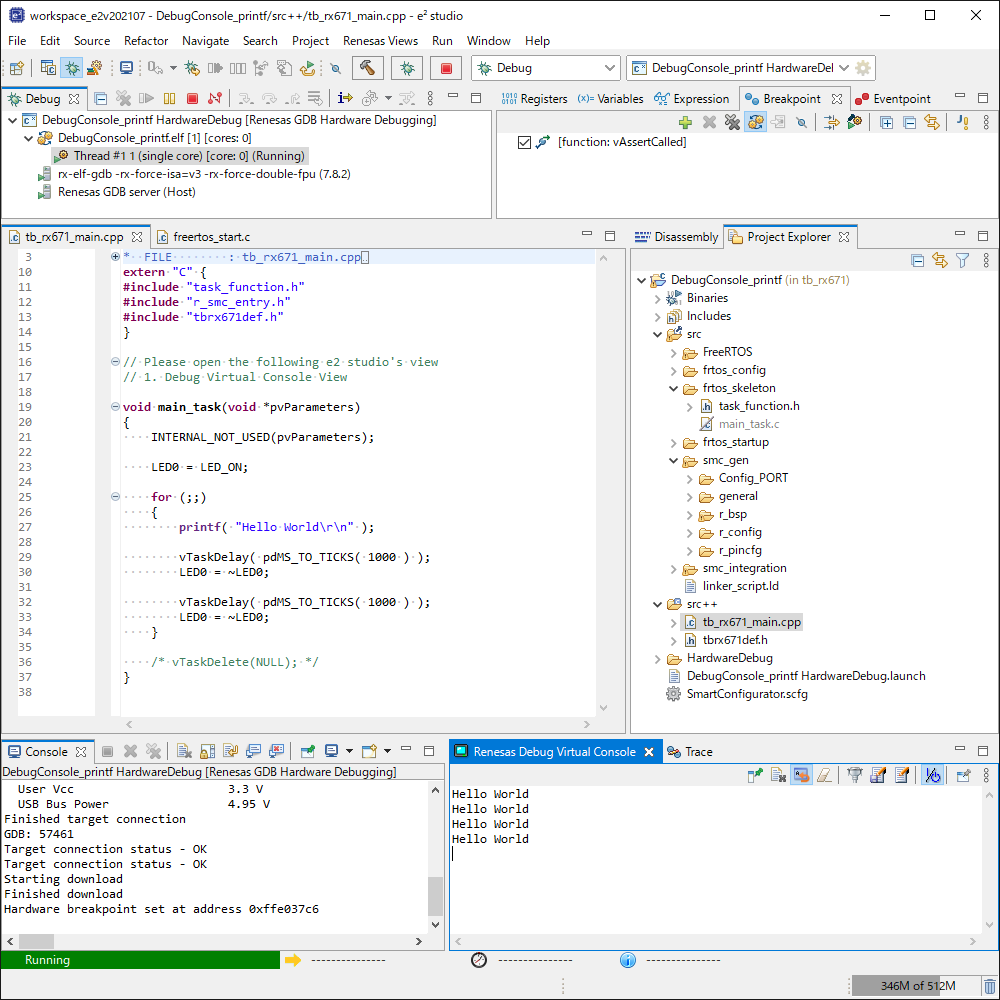 workspace_e2v202107 - DebugConsole_printf/src++/tb_rx671_main.cpp - e² studio
File Edit Source Refactor Navigate Search Project Renesas Views Run Window Help
Debug
DebugConsole_printf HardwareDel
Debug
DebugConsole_printf HardwareDebug [Renesas GDB Hardware Debugging]
DebugConsole_printf.elf [1] [cores: 0]
Thread #1 1 (single core) [core: 0] (Running)
rx-elf-gdb -rx-force-isa=v3 -rx-force-double-fpu (7.8.2)
Renesas GDB server (Host)
Registers (x)= Variables Expression Breakpoint Eventpoint
[function: vAssertCalled]
tb_rx671_main.cpp freertos_start.c
3 * FILE : tb_rx671_main.cpp
10 extern "C" {
11 #include "task_function.h"
12 #include "r_smc_entry.h"
13 #include "tbrx671def.h"
14 }
15
16 // Please open the following e2 studio's view
17 // 1. Debug Virtual Console View
18
19 void main_task(void *pvParameters)
20 {
21 INTERNAL_NOT_USED(pvParameters);
22
23 LED0 = LED_ON;
24
25 for (;;)
26 {
27 printf( "Hello World\r\n" );
28
29 vTaskDelay( pdMS_TO_TICKS( 1000 ) );
30 LED0 = ~LED0;
31
32 vTaskDelay( pdMS_TO_TICKS( 1000 ) );
33 LED0 = ~LED0;
34 }
35
36 /* vTaskDelete(NULL); */
37 }
38
Disassembly Project Explorer
DebugConsole_printf (in tb_rx671)
Binaries
Includes
src
FreeRTOS
frtos_config
frtos_skeleton
task_function.h
main_task.c
frtos_startup
smc_gen
Config_PORT
general
r_bsp
r_config
r_pincfg
smc_integration
linker_script.ld
src++
tb_rx671_main.cpp
tbrx671def.h
HardwareDebug
DebugConsole_printf HardwareDebug.launch
SmartConfigurator.scfg
Console
DebugConsole_printf HardwareDebug [Renesas GDB Hardware Debugging]
User Vcc 3.3 V
USB Bus Power 4.95 V
Finished target connection
GDB: 57461
Target connection status - OK
Target connection status - OK
Starting download
Finished download
Hardware breakpoint set at address 0xffe037c6
Renesas Debug Virtual Console Trace
Hello World
Hello World
Hello World
Hello World
Running --------------- --------------- ---------------
346M of 512M